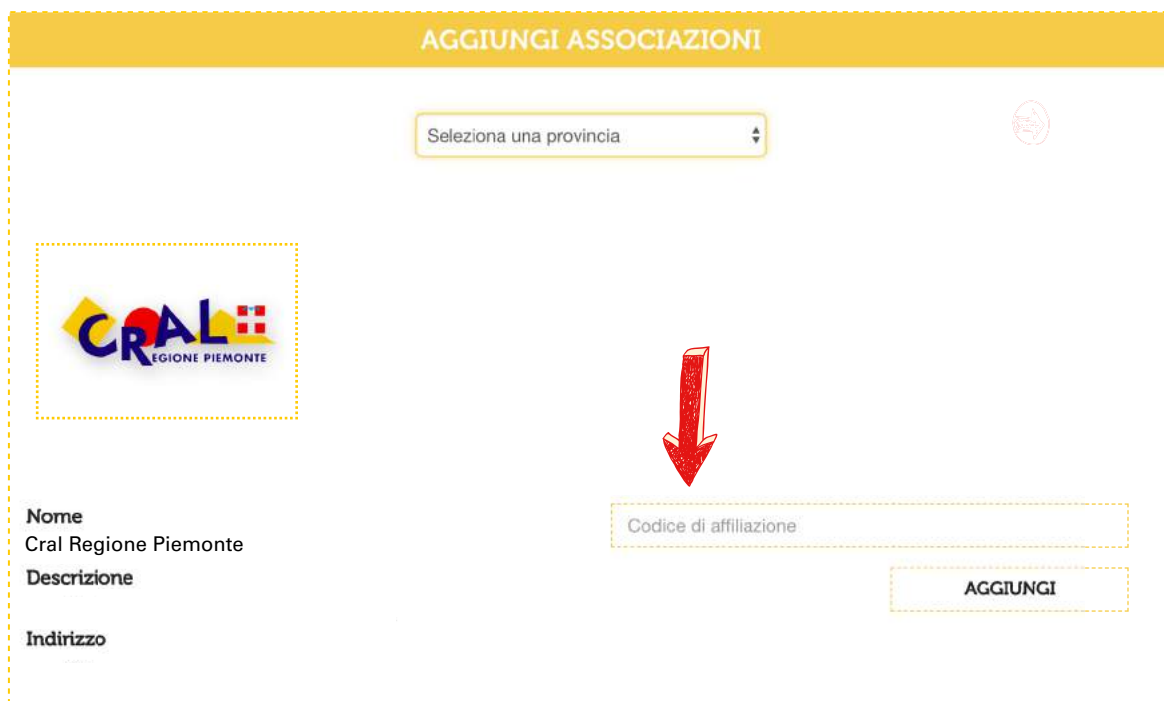 AGGIUNGI ASSOCIAZIONI
Seleziona una provincia
CRAL
REGIONE PIEMONTE
Nome
Cral Regione Piemonte
Codice di affiliazione
Descrizione
AGGIUNGI
Indirizzo